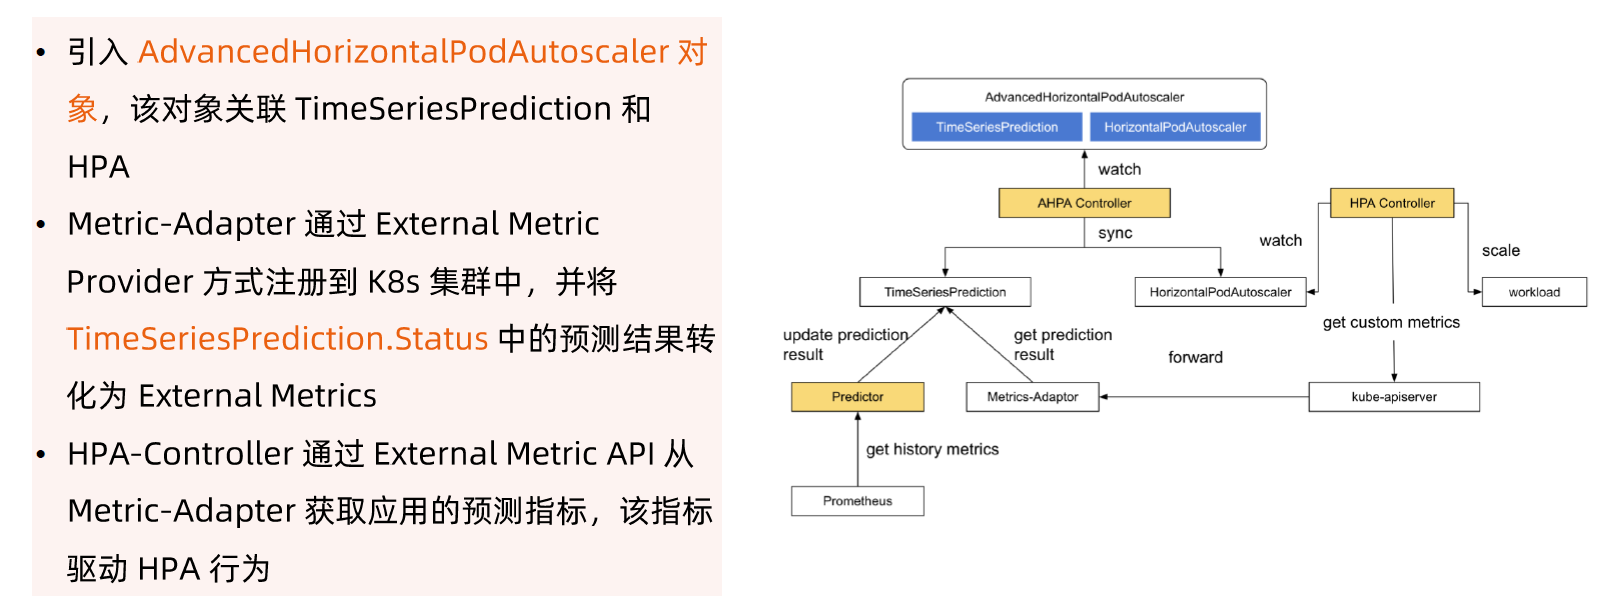 • 引入 AdvancedHorizontalPodAutoscaler 对
象，该对象关联 TimeSeriesPrediction 和
HPA
• Metric-Adapter 通过 External Metric
Provider 方式注册到 K8s 集群中，并将
TimeSeriesPrediction.Status 中的预测结果转
化为 External Metrics
• HPA-Controller 通过 External Metric API 从
Metric-Adapter 获取应用的预测指标，该指标
驱动 HPA 行为
AdvancedHorizontalPodAutoscaler
TimeSeriesPrediction
HorizontalPodAutoscaler
watch
AHPA Controller
HPA Controller
sync
watch
scale
TimeSeriesPrediction
HorizontalPodAutoscaler
workload
update prediction
result
get prediction
result
get custom metrics
forward
Predictor
Metrics-Adaptor
kube-apiserver
get history metrics
Prometheus